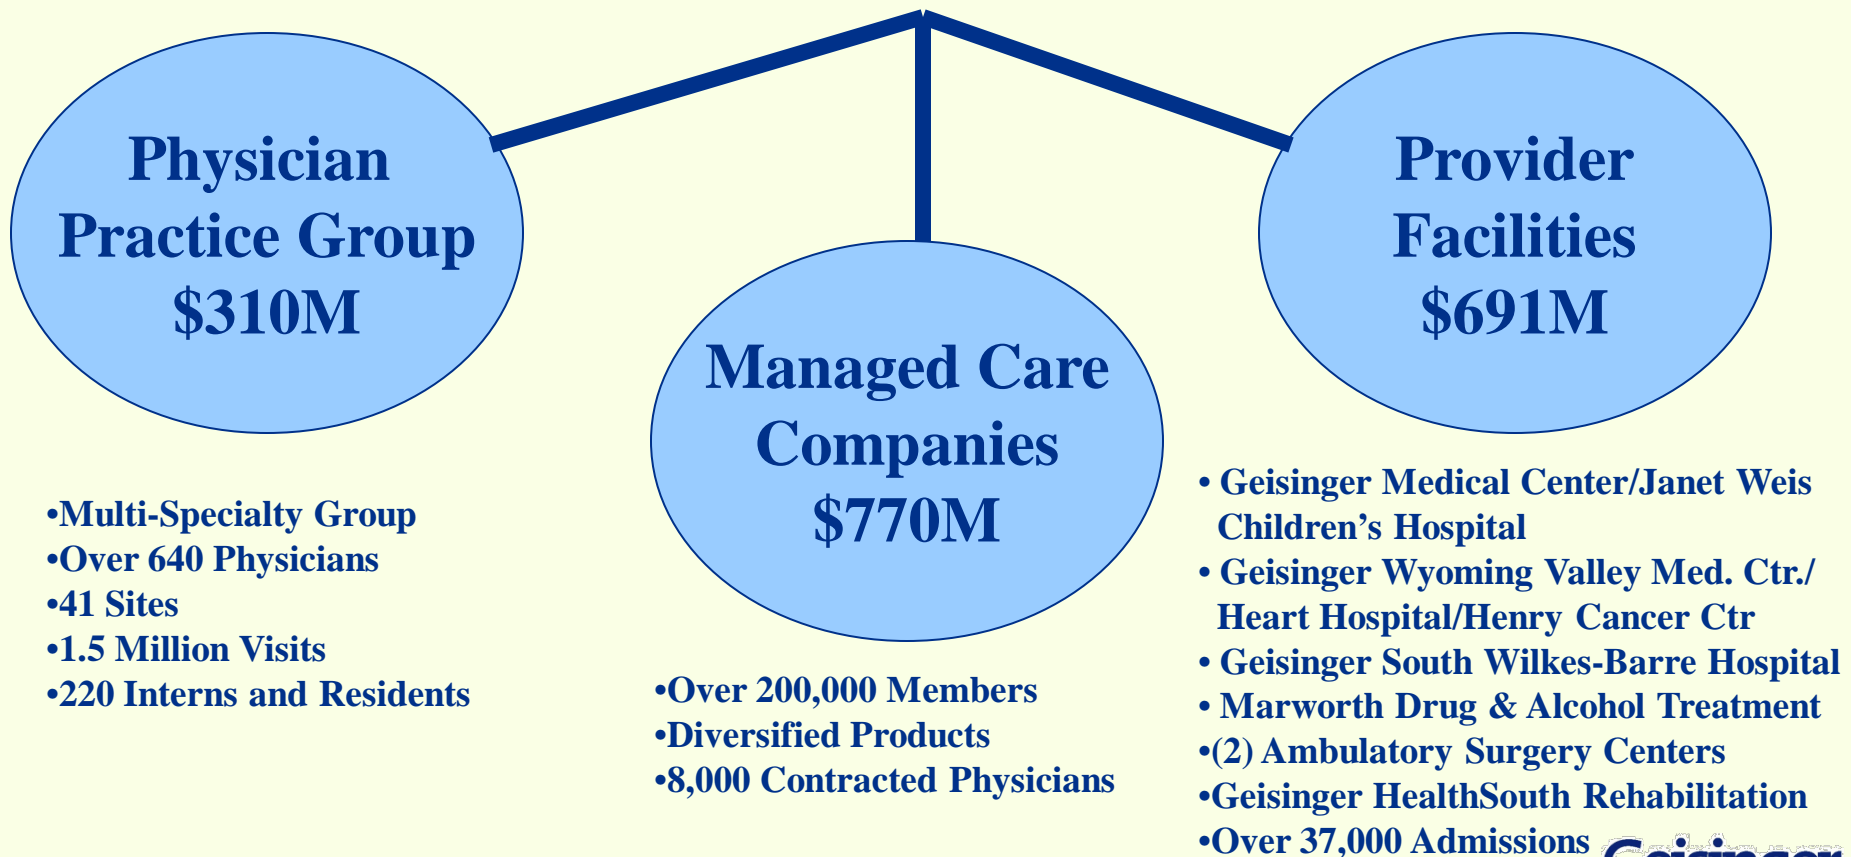 Physician
Practice Group
$310M
Managed Care
Companies
$770M
Provider
Facilities
$691M
•Multi-Specialty Group
•Over 640 Physicians
•41 Sites
•1.5 Million Visits
•220 Interns and Residents
•Over 200,000 Members
•Diversified Products
•8,000 Contracted Physicians
• Geisinger Medical Center/Janet Weis
Children’s Hospital
• Geisinger Wyoming Valley Med. Ctr./
Heart Hospital/Henry Cancer Ctr
• Geisinger South Wilkes-Barre Hospital
• Marworth Drug & Alcohol Treatment
•(2) Ambulatory Surgery Centers
•Geisinger HealthSouth Rehabilitation
•Over 37,000 Admissions